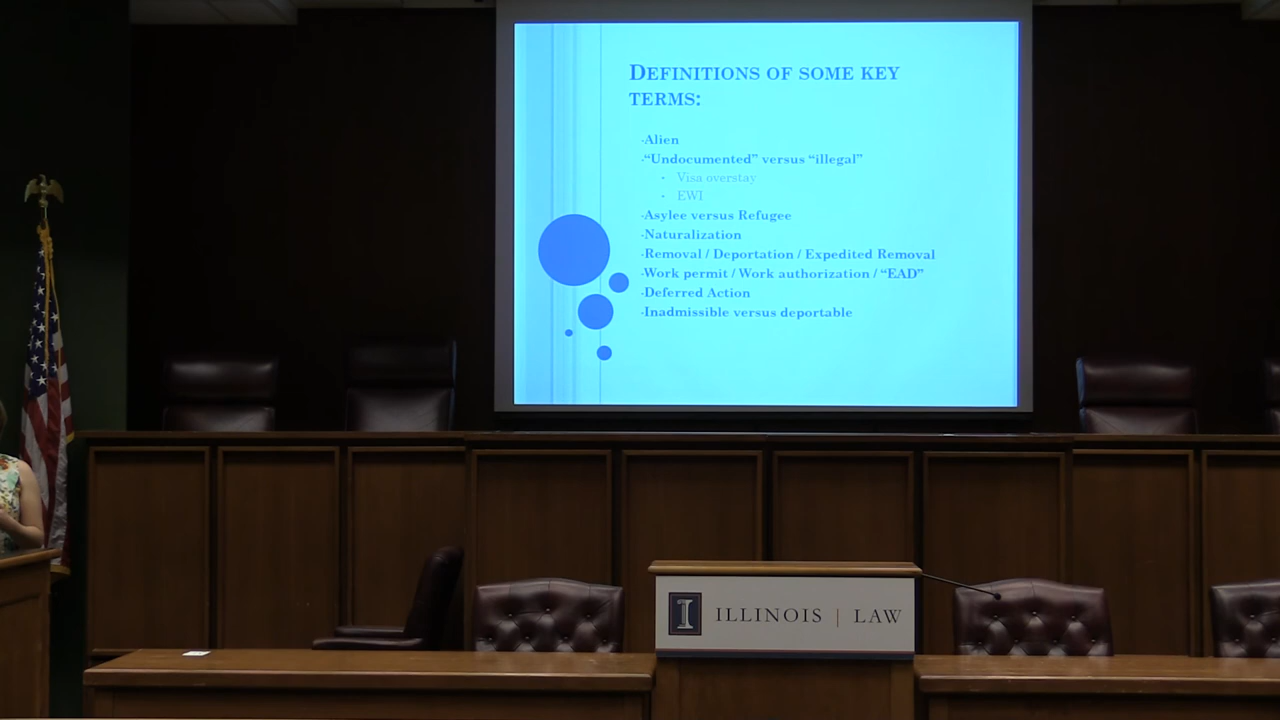 DEFINITIONS OF SOME KEY
TERMS:
-Alien
-“Undocumented” versus “illegal”
• Visa overstay
• EWI
-Asylee versus Refugee
-Naturalization
-Removal / Deportation / Expedited Removal
-Work permit / Work authorization / “EAD”
-Deferred Action
-Inadmissible versus deportable
I ILLINOIS | LAW